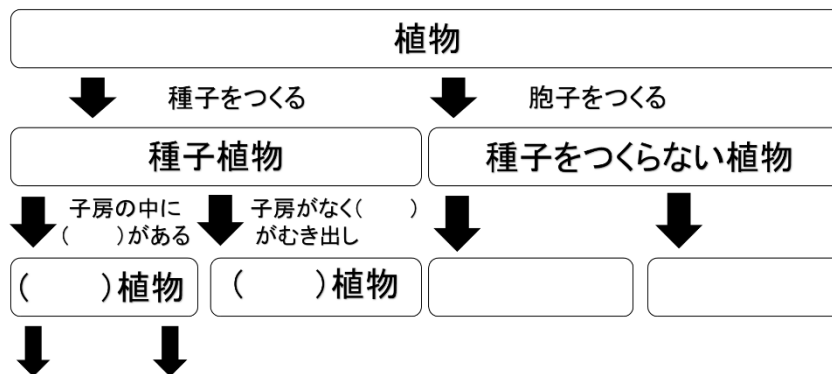 植物
種子をつくる
胞子をつくる
種子植物
種子をつくらない植物
子房の中に
(　　)がある
子房がなく(　　)
がむき出し
(　　)植物
(　　)植物